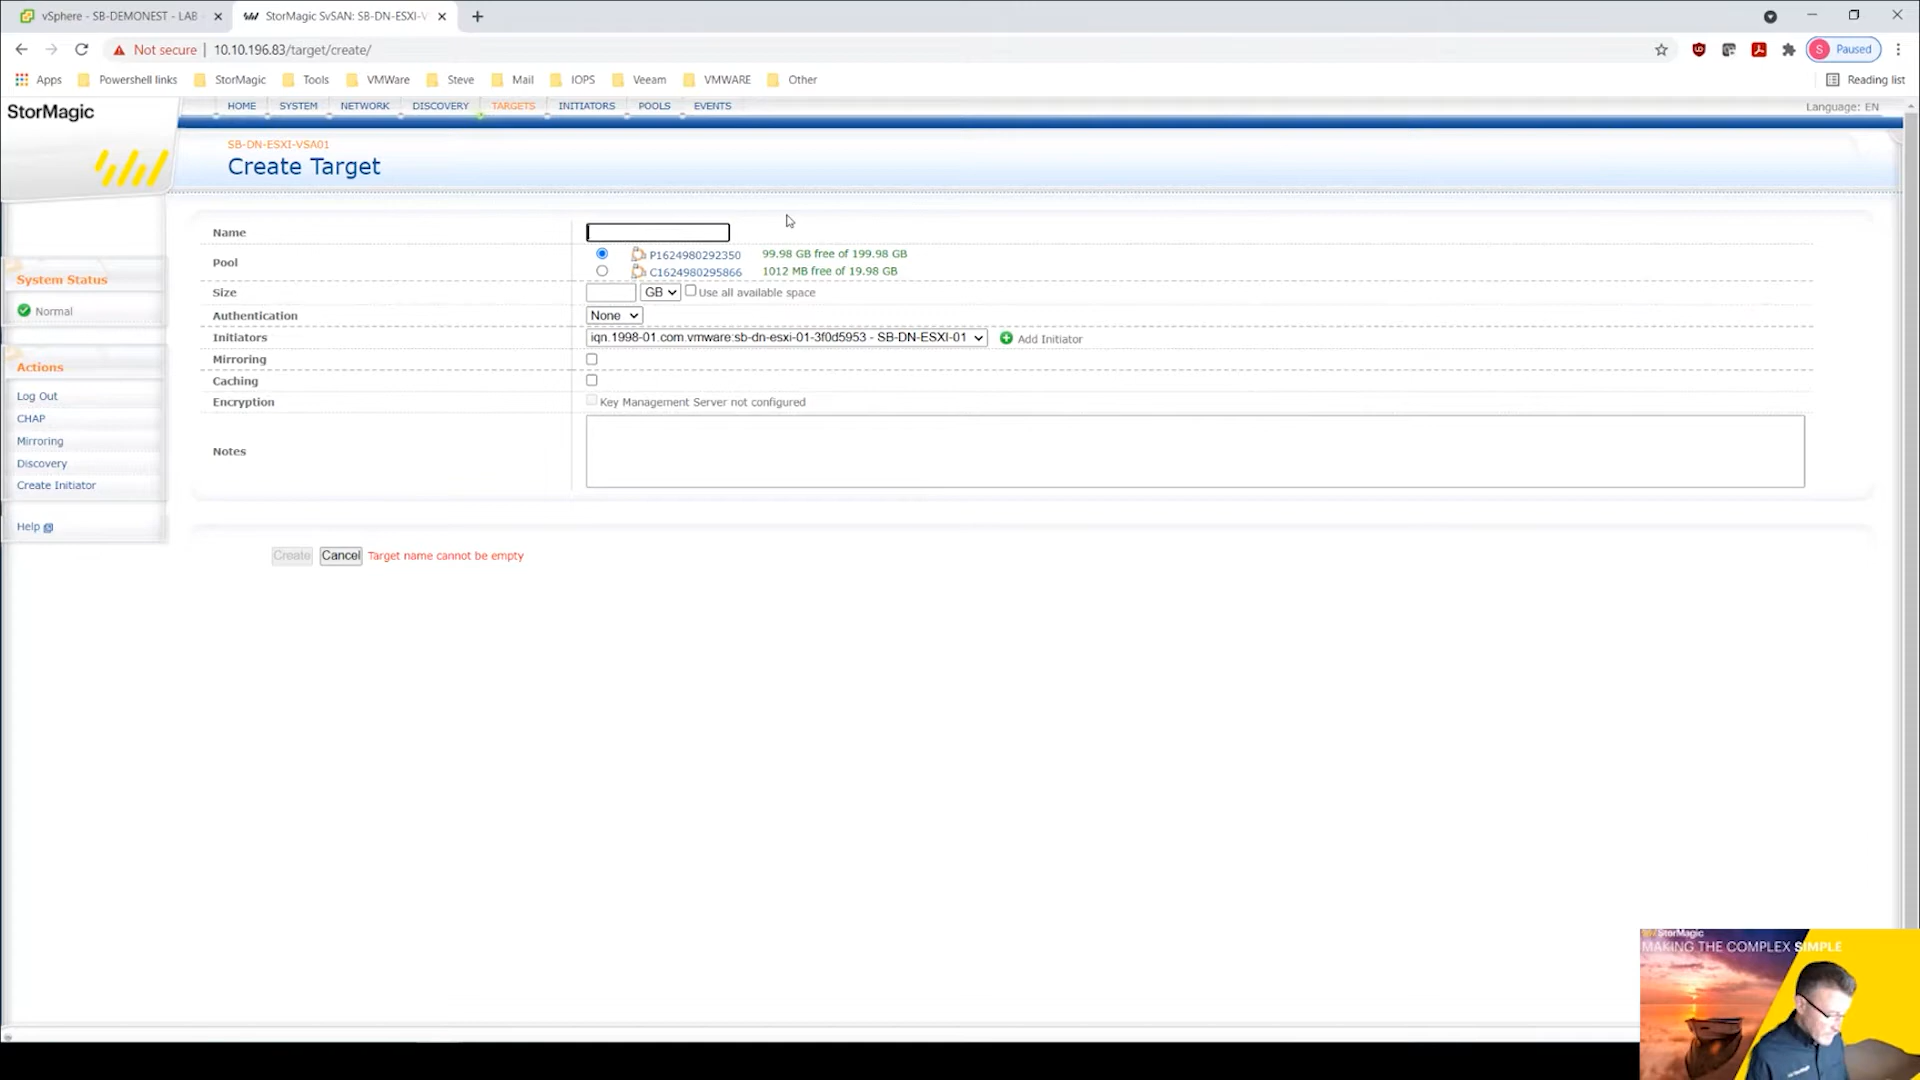 vSphere - SB-DEMONEST - LAB
StorMagic SvSAN: SB-DN-ESXI-V
Not secure | 10.10.196.83/target/create/
S Paused
Apps Powershell links StorMagic Tools VMWare Steve Mail IOPS Veeam VMWARE Other Reading list
StorMagic
HOME SYSTEM NETWORK DISCOVERY TARGETS INITIATORS POOLS EVENTS
Language: EN
SB-DN-ESXI-VSA01
Create Target
System Status
Normal
Actions
Log Out
CHAP
Mirroring
Discovery
Create Initiator
Help
Name
Pool
P1624980292350 99.98 GB free of 199.98 GB
C1624980295866 1012 MB free of 19.98 GB
Size GB Use all available space
Authentication None
Initiators iqn.1998-01.com.vmware:sb-dn-esxi-01-3f0d5953 - SB-DN-ESXI-01 Add Initiator
Mirroring
Caching
Encryption Key Management Server not configured
Notes
Create Cancel Target name cannot be empty
StorMagic
MAKING THE COMPLEX SIMPLE